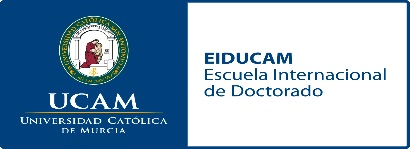 UCAM
UNIVERSIDAD CATÓLICA
DE MURCIA
EIDUCAM
Escuela Internacional
de Doctorado